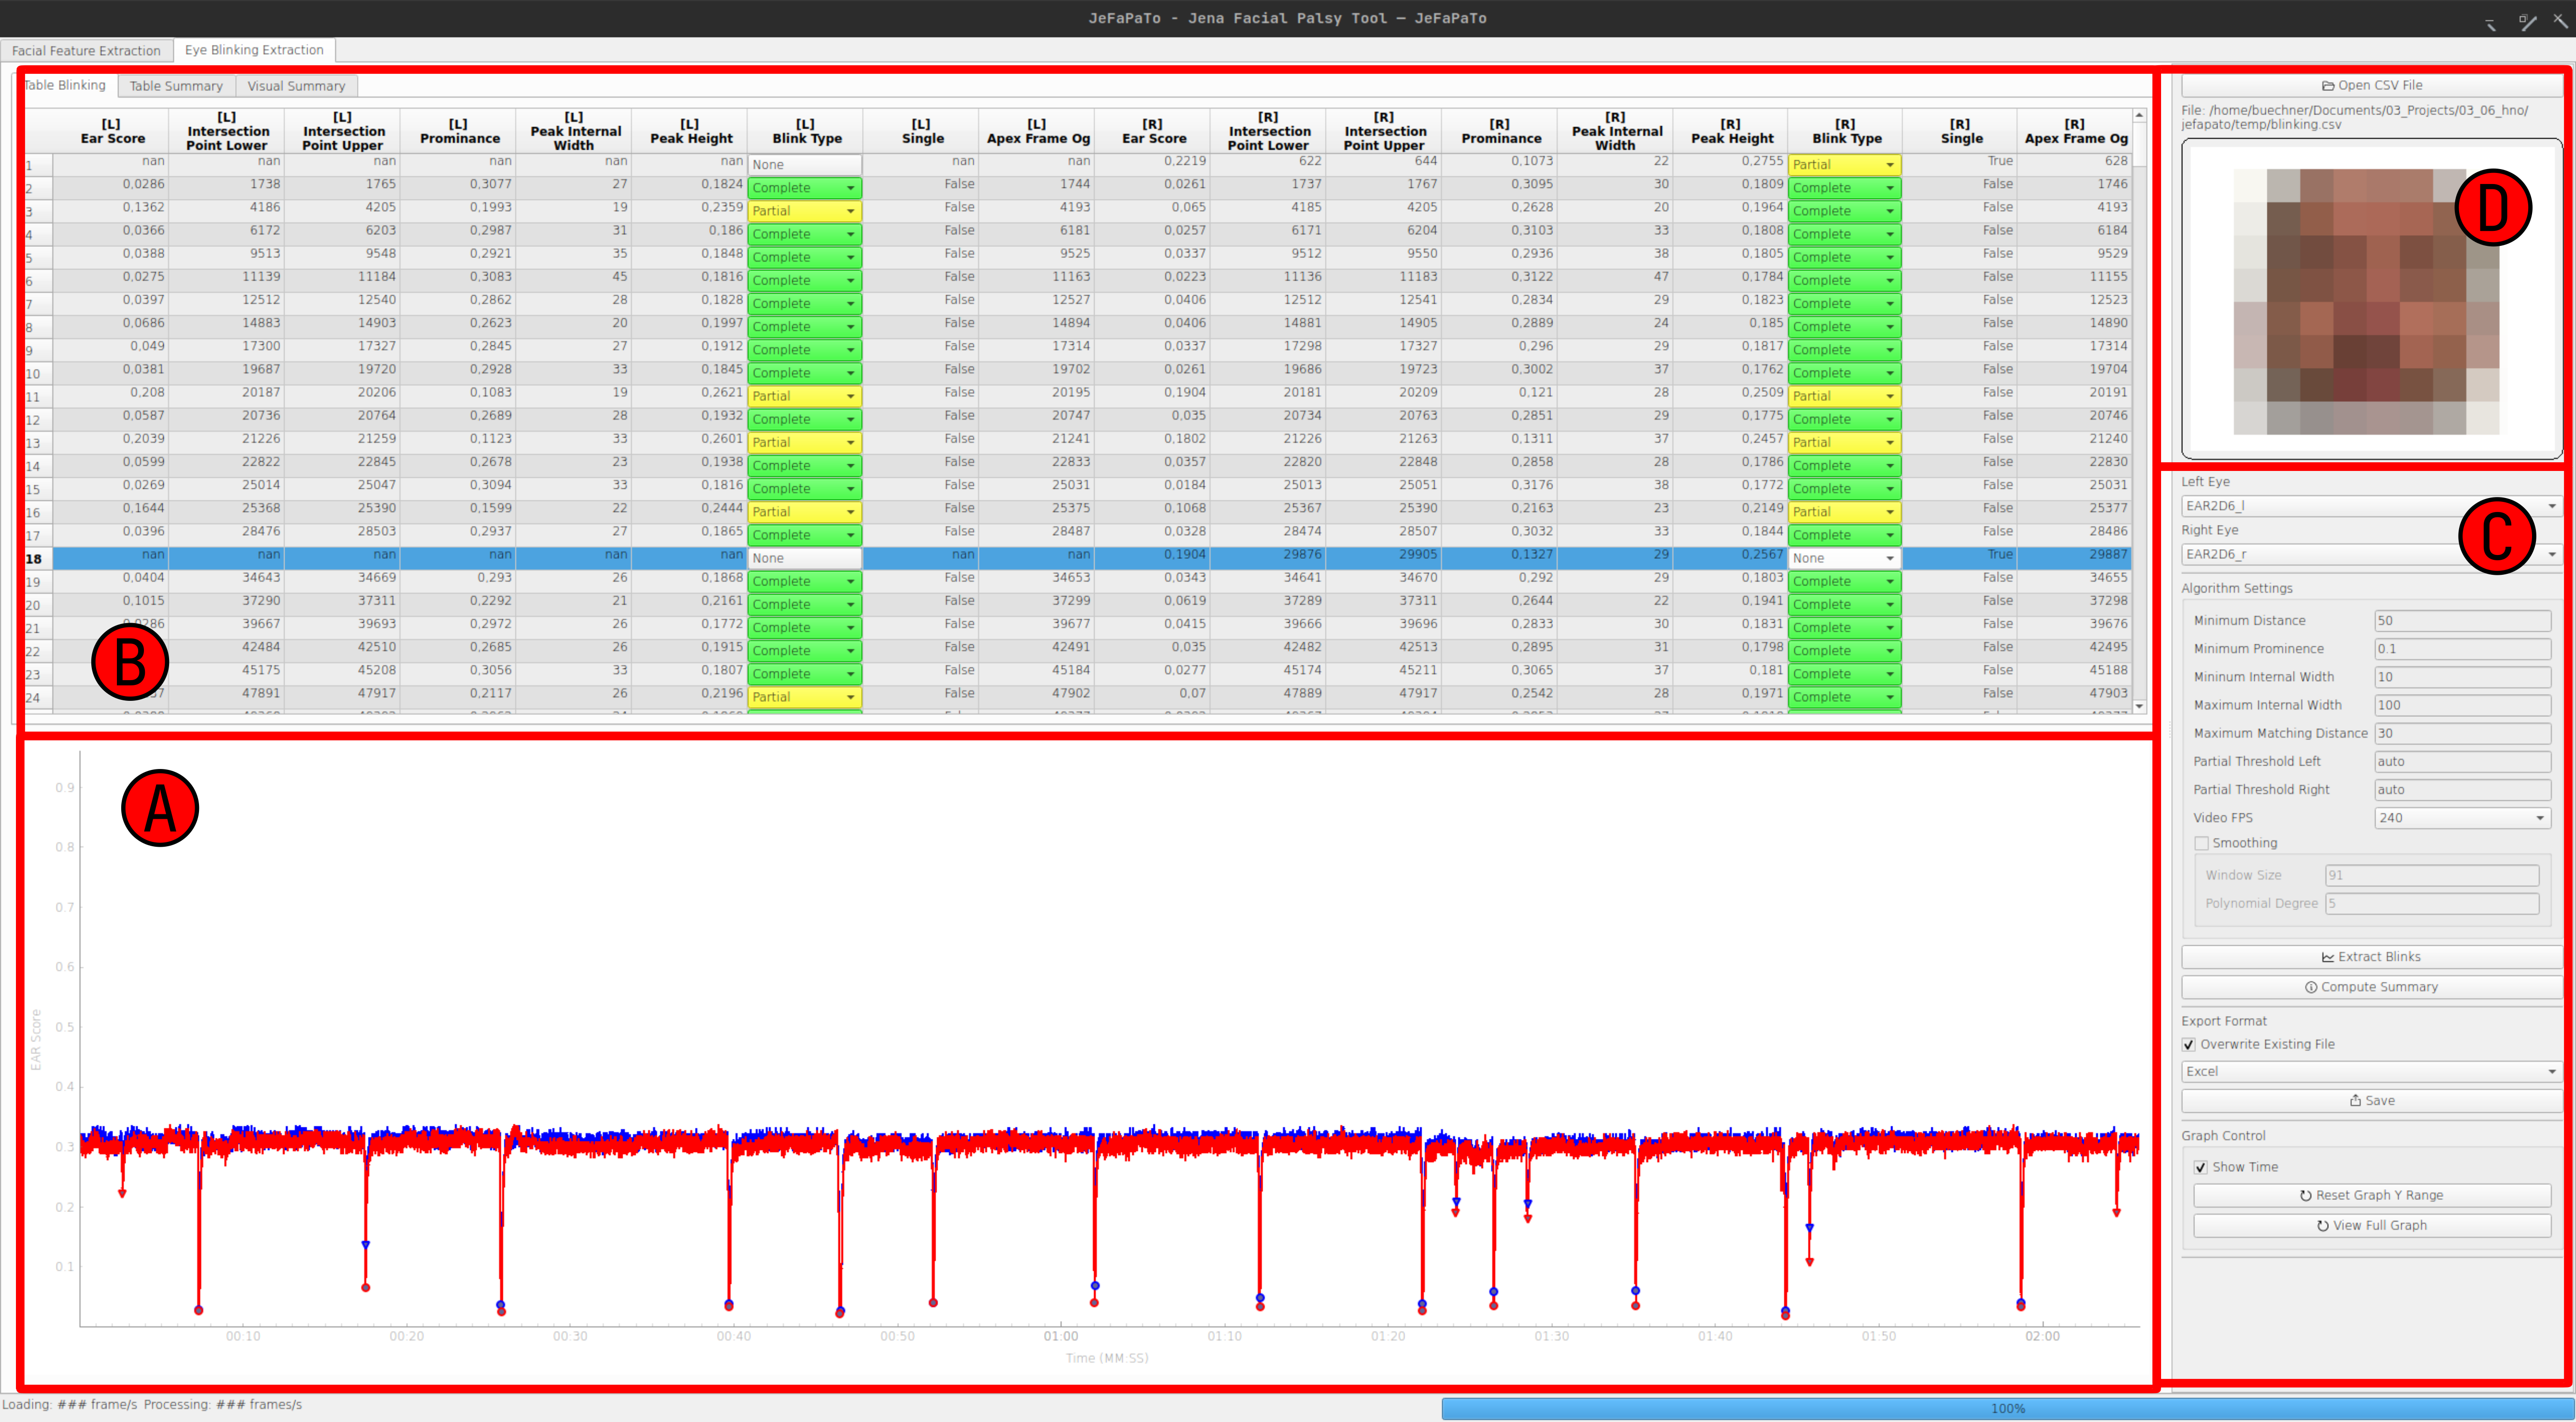 JeFaPaTo - Jena Facial Palsy Tool — JeFaPaTo
Facial Feature Extraction Eye Blinking Extraction
Table Blinking Table Summary Visual Summary
[L] Ear Score [L] Intersection Point Lower [L] Intersection Point Upper [L] Prominance [L] Peak Internal Width [L] Peak Height [L] Blink Type [L] Single [L] Apex Frame Og [R] Ear Score [R] Intersection Point Lower [R] Intersection Point Upper [R] Prominance [R] Peak Internal Width [R] Peak Height [R] Blink Type [R] Single [R] Apex Frame Og
1 nan nan nan nan nan nan None nan nan 0,2219 622 644 0,1073 22 0,2755 Partial True 628
2 0,0286 1738 1765 0,3077 27 0,1824 Complete False 1744 0,0261 1737 1767 0,3095 30 0,1809 Complete False 1746
3 0,1362 4186 4205 0,1993 19 0,2359 Partial False 4193 0,065 4185 4205 0,2628 20 0,1964 Complete False 4193
4 0,0366 6172 6203 0,2987 31 0,186 Complete False 6181 0,0257 6171 6204 0,3103 33 0,1808 Complete False 6184
5 0,0388 9513 9548 0,2921 35 0,1848 Complete False 9525 0,0337 9512 9550 0,2936 38 0,1805 Complete False 9529
6 0,0275 11139 11184 0,3083 45 0,1816 Complete False 11163 0,0223 11136 11183 0,3122 47 0,1784 Complete False 11155
7 0,0397 12512 12540 0,2862 28 0,1828 Complete False 12527 0,0406 12512 12541 0,2834 29 0,1823 Complete False 12523
8 0,0686 14883 14903 0,2623 20 0,1997 Complete False 14894 0,0406 14881 14905 0,2889 24 0,185 Complete False 14890
9 0,049 17300 17327 0,2845 27 0,1912 Complete False 17314 0,0337 17298 17327 0,296 29 0,1817 Complete False 17314
10 0,0381 19687 19720 0,2928 33 0,1845 Complete False 19702 0,0261 19686 19723 0,3002 37 0,1762 Complete False 19704
11 0,208 20187 20206 0,1083 19 0,2621 Partial False 20195 0,1904 20181 20209 0,121 28 0,2509 Partial False 20191
12 0,0587 20736 20764 0,2689 28 0,1932 Complete False 20747 0,035 20734 20763 0,2851 29 0,1775 Complete False 20746
13 0,2039 21226 21259 0,1123 33 0,2601 Partial False 21241 0,1802 21226 21263 0,1311 37 0,2457 Partial False 21240
14 0,0599 22822 22845 0,2678 23 0,1938 Complete False 22833 0,0357 22820 22848 0,2858 28 0,1786 Complete False 22830
15 0,0269 25014 25047 0,3094 33 0,1816 Complete False 25031 0,0184 25013 25051 0,3176 38 0,1772 Complete False 25031
16 0,1644 25368 25390 0,1599 22 0,2444 Partial False 25375 0,1068 25367 25390 0,2163 23 0,2149 Partial False 25377
17 0,0396 28476 28503 0,2937 27 0,1865 Complete False 28487 0,0328 28474 28507 0,3032 33 0,1844 Complete False 28486
18 nan nan nan nan nan nan None nan nan 0,1904 29876 29905 0,1327 29 0,2567 None True 29887
19 0,0404 34643 34669 0,293 26 0,1868 Complete False 34653 0,0343 34641 34670 0,292 29 0,1803 Complete False 34655
20 0,1015 37290 37311 0,2292 21 0,2161 Complete False 37299 0,0619 37289 37311 0,2644 22 0,1941 Complete False 37298
21 39667 39693 0,2972 26 0,1772 Complete False 39677 0,0415 39666 39696 0,2833 30 0,1831 Complete False 39676
22 42484 42510 0,2685 26 0,1915 Complete False 42491 0,035 42482 42513 0,2895 31 0,1798 Complete False 42495
23 45175 45208 0,3056 33 0,1807 Complete False 45184 0,0277 45174 45211 0,3065 37 0,181 Complete False 45188
24 47891 47917 0,2117 26 0,2196 Partial False 47902 0,07 47889 47917 0,2542 28 0,1971 Complete False 47903
B
A
EAR Score
0.9
0.8
0.7
0.6
0.5
0.4
0.3
0.2
0.1
00:10 00:20 00:30 00:40 00:50 01:00 01:10 01:20 01:30 01:40 01:50 02:00
Time (MM:SS)
Open CSV File
File: /home/buechner/Documents/03_Projects/03_06_hno/
jefapato/temp/blinking.csv
D
Left Eye
EAR2D6_l
Right Eye
EAR2D6_r
C
Algorithm Settings
Minimum Distance 50
Minimum Prominence 0.1
Mininum Internal Width 10
Maximum Internal Width 100
Maximum Matching Distance 30
Partial Threshold Left auto
Partial Threshold Right auto
Video FPS 240
Smoothing
Window Size 91
Polynomial Degree 5
Extract Blinks
Compute Summary
Export Format
Overwrite Existing File
Excel
Save
Graph Control
Show Time
Reset Graph Y Range
View Full Graph
Loading: ### frame/s Processing: ### frames/s
100%